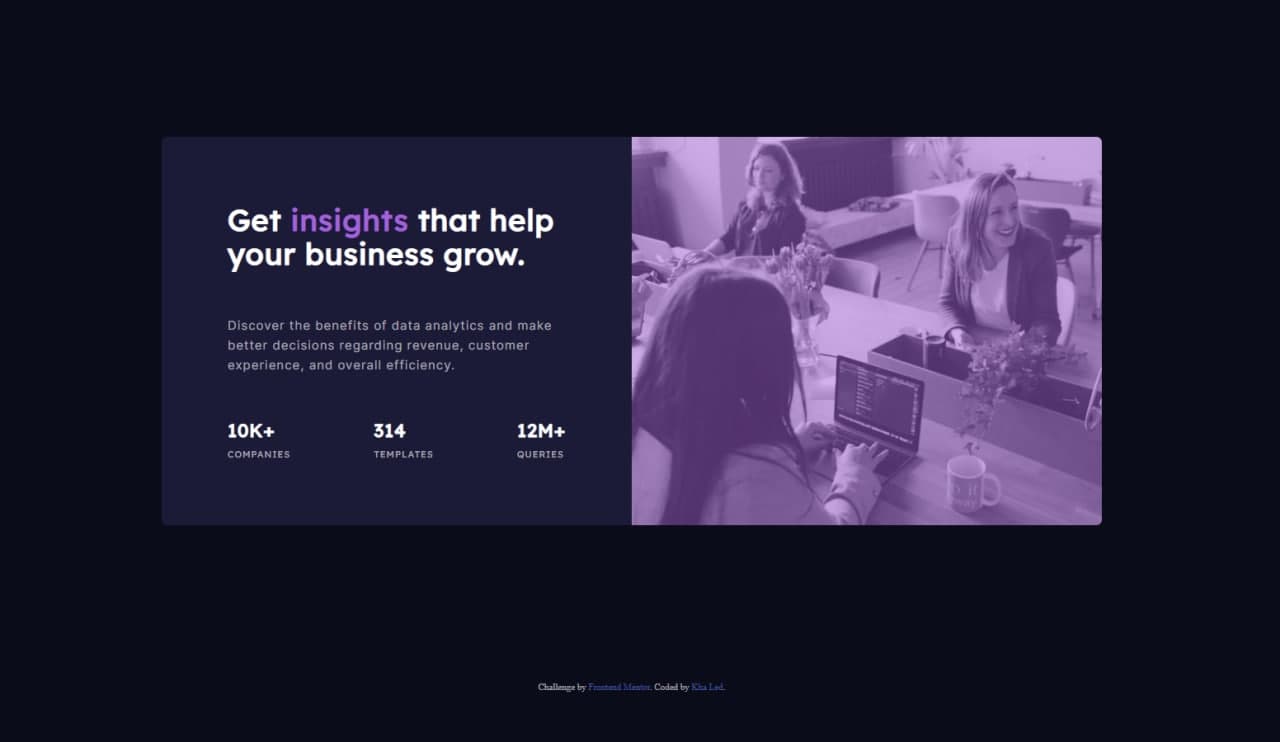 Get insights that help
your business grow.
Discover the benefits of data analytics and make
better decisions regarding revenue, customer
experience, and overall efficiency.
10K+ 314 12M+
COMPANIES TEMPLATES QUERIES
Challenge by Frontend Mentor. Coded by Kha Led.